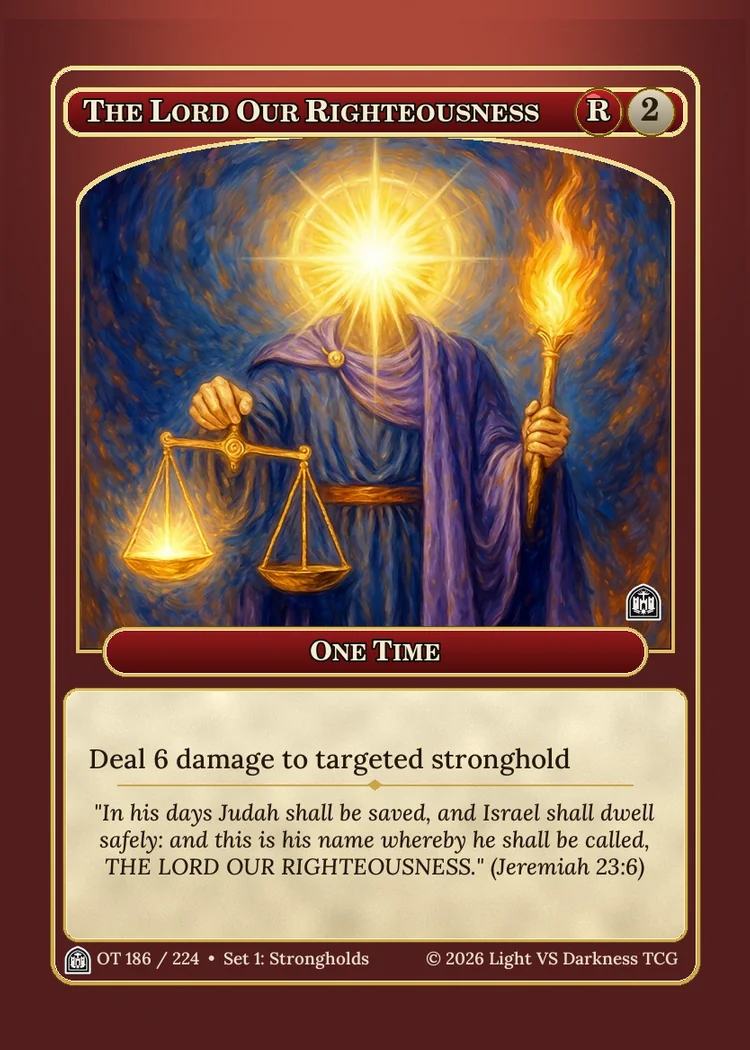 The Lord Our Righteousness R 2
One Time
Deal 6 damage to targeted stronghold
"In his days Judah shall be saved, and Israel shall dwell
safely: and this is his name whereby he shall be called,
THE LORD OUR RIGHTEOUSNESS." (Jeremiah 23:6)
OT 186 / 224 • Set 1: Strongholds © 2026 Light VS Darkness TCG